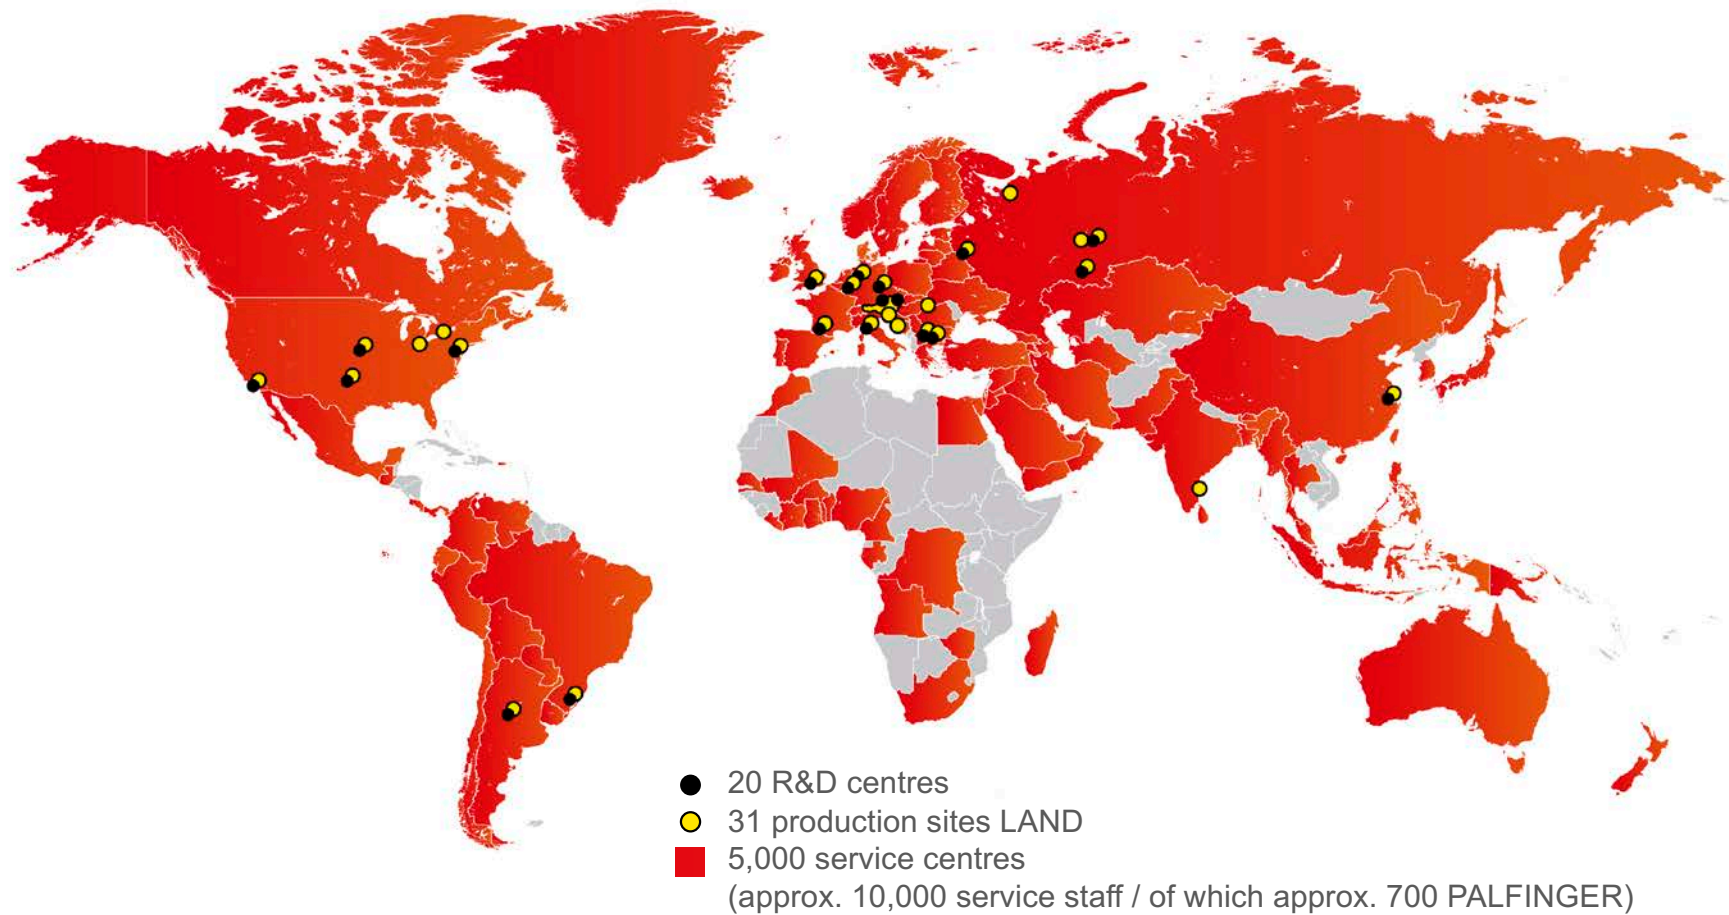 20 R&D centres
31 production sites LAND
5,000 service centres
(approx. 10,000 service staff / of which approx. 700 PALFINGER)